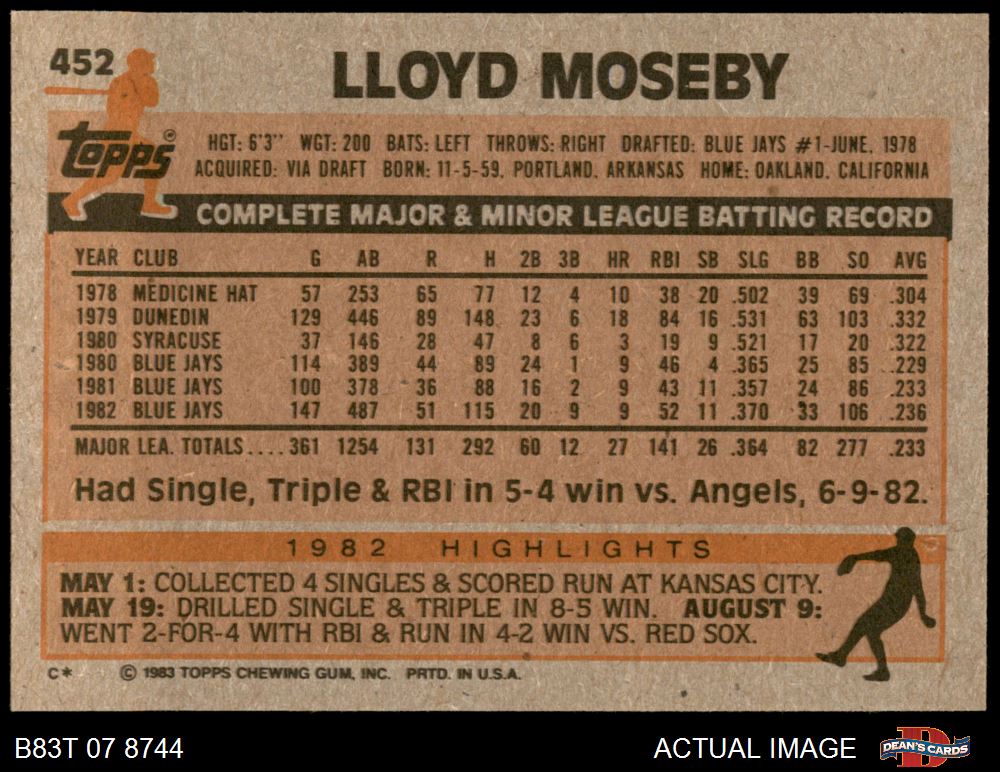 452
LLOYD MOSEBY
Topps®
HGT: 6'3" WGT: 200 BATS: LEFT THROWS: RIGHT DRAFTED: BLUE JAYS #1-JUNE, 1978
ACQUIRED: VIA DRAFT BORN: 11-5-59, PORTLAND, ARKANSAS HOME: OAKLAND, CALIFORNIA
COMPLETE MAJOR & MINOR LEAGUE BATTING RECORD
YEAR CLUB G AB R H 2B 3B HR RBI SB SLG BB SO AVG
1978 MEDICINE HAT 57 253 65 77 12 4 10 38 20 .502 39 69 .304
1979 DUNEDIN 129 446 89 148 23 6 18 84 16 .531 63 103 .332
1980 SYRACUSE 37 146 28 47 8 6 3 19 9 .521 17 20 .322
1980 BLUE JAYS 114 389 44 89 24 1 9 46 4 .365 25 85 .229
1981 BLUE JAYS 100 378 36 88 16 2 9 43 11 .357 24 86 .233
1982 BLUE JAYS 147 487 51 115 20 9 9 52 11 .370 33 106 .236
MAJOR LEA. TOTALS.... 361 1254 131 292 60 12 27 141 26 .364 82 277 .233
Had Single, Triple & RBI in 5-4 win vs. Angels, 6-9-82.
1982 HIGHLIGHTS
MAY 1: COLLECTED 4 SINGLES & SCORED RUN AT KANSAS CITY.
MAY 19: DRILLED SINGLE & TRIPLE IN 8-5 WIN. AUGUST 9:
WENT 2-FOR-4 WITH RBI & RUN IN 4-2 WIN VS. RED SOX.
C* © 1983 TOPPS CHEWING GUM, INC. PRTD. IN U.S.A.
B83T 07 8744
ACTUAL IMAGE
D
DEAN'S CARDS